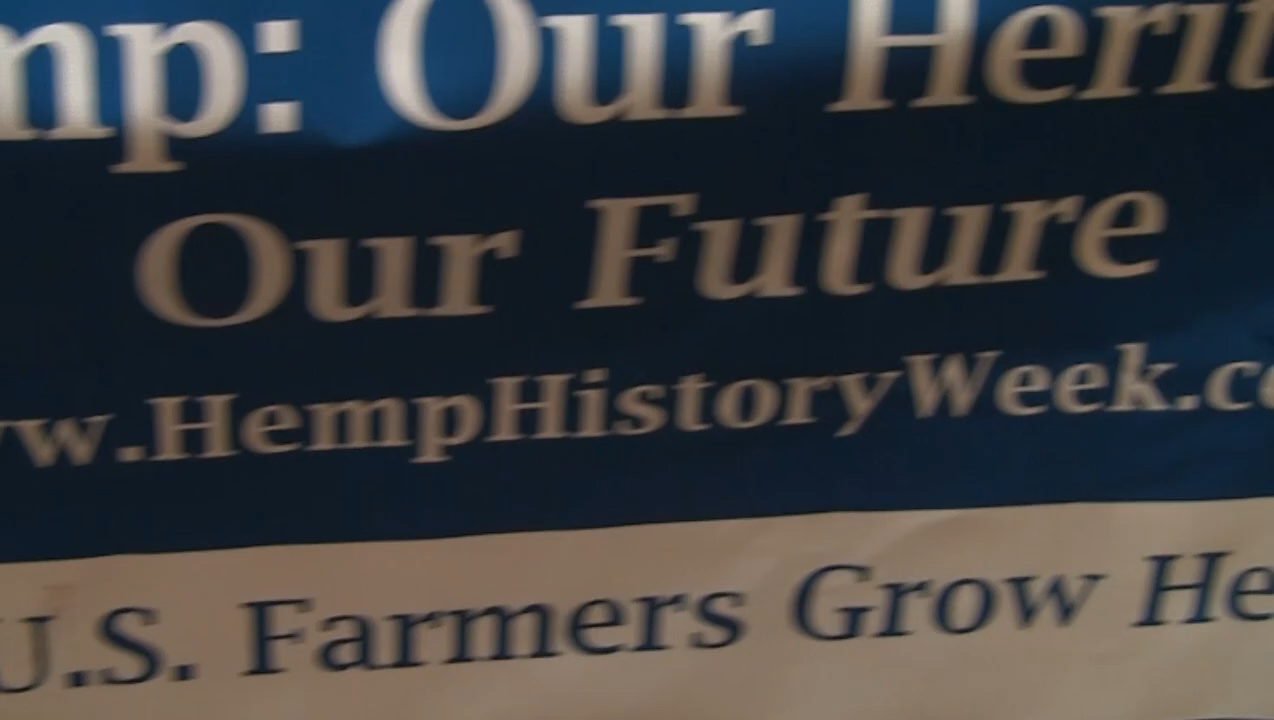 mp: Our Herit
Our Future
w.HempHistoryWeek.co
U.S. Farmers Grow He